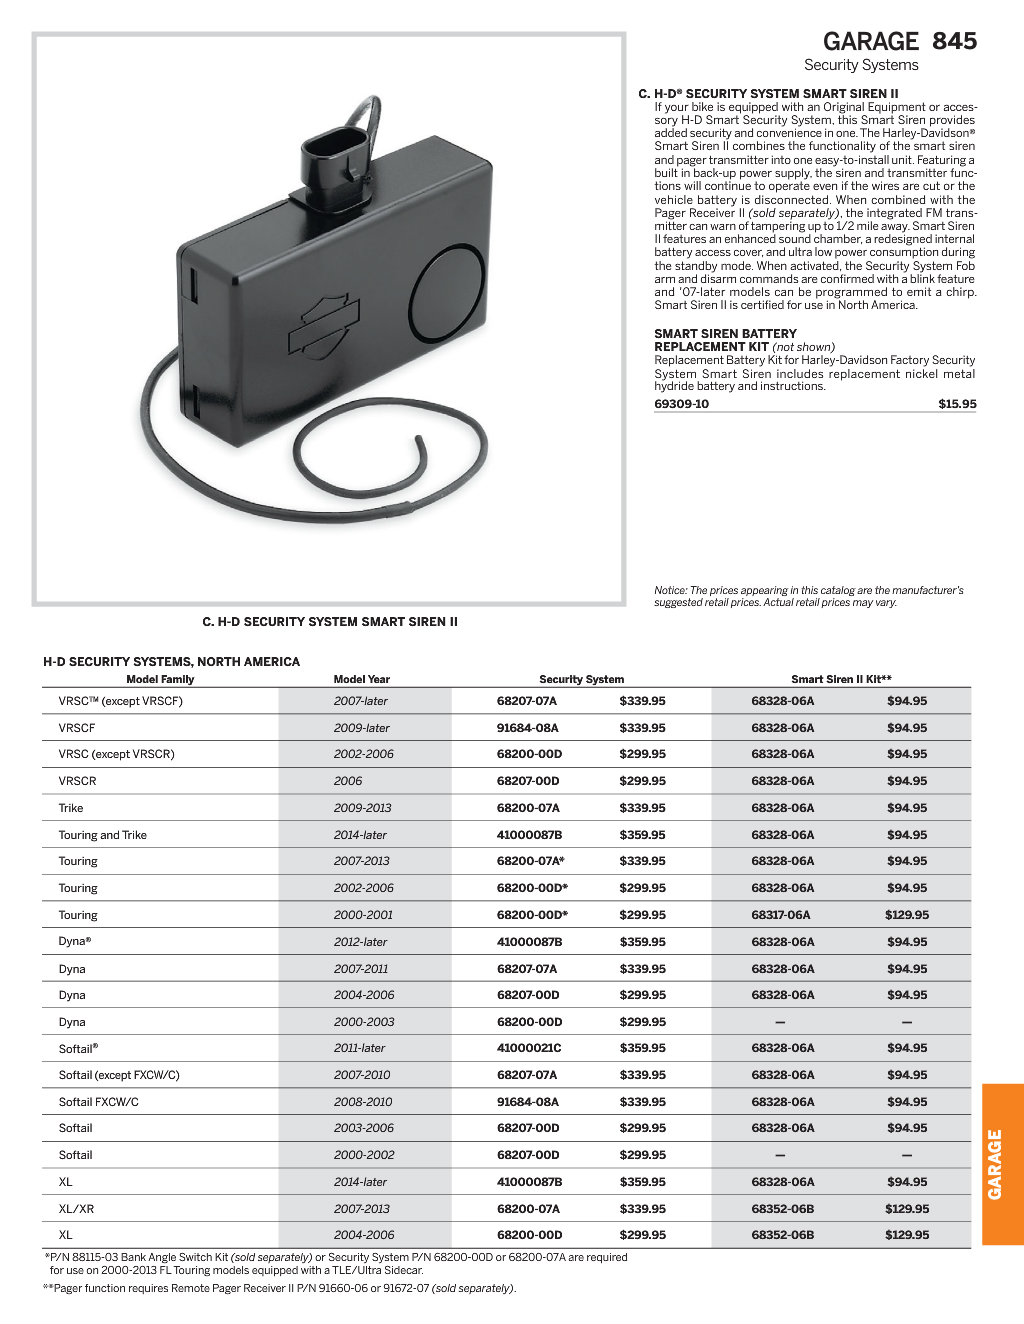 GARAGE 845
Security Systems
C. H-D® SECURITY SYSTEM SMART SIREN II
If your bike is equipped with an Original Equipment or acces-
sory H-D Smart Security System, this Smart Siren provides
added security and convenience in one. The Harley-Davidson®
Smart Siren II combines the functionality of the smart siren
and pager transmitter into one easy-to-install unit. Featuring a
built in back-up power supply, the siren and transmitter func-
tions will continue to operate even if the wires are cut or the
vehicle battery is disconnected. When combined with the
Pager Receiver II (sold separately), the integrated FM trans-
mitter can warn of tampering up to 1/2 mile away. Smart Siren
II features an enhanced sound chamber, a redesigned internal
battery access cover, and ultra low power consumption during
the standby mode. When activated, the Security System Fob
arm and disarm commands are confirmed with a blink feature
and '07-later models can be programmed to emit a chirp.
Smart Siren II is certified for use in North America.
SMART SIREN BATTERY
REPLACEMENT KIT (not shown)
Replacement Battery Kit for Harley-Davidson Factory Security
System Smart Siren includes replacement nickel metal
hydride battery and instructions.
69309-10 $15.95
Notice: The prices appearing in this catalog are the manufacturer's
suggested retail prices. Actual retail prices may vary.
C. H-D SECURITY SYSTEM SMART SIREN II
H-D SECURITY SYSTEMS, NORTH AMERICA
Model Family Model Year Security System Smart Siren II Kit**
VRSC™ (except VRSCF) 2007-later 68207-07A $339.95 68328-06A $94.95
VRSCF 2009-later 91684-08A $339.95 68328-06A $94.95
VRSC (except VRSCR) 2002-2006 68200-00D $299.95 68328-06A $94.95
VRSCR 2006 68207-00D $299.95 68328-06A $94.95
Trike 2009-2013 68200-07A $339.95 68328-06A $94.95
Touring and Trike 2014-later 41000087B $359.95 68328-06A $94.95
Touring 2007-2013 68200-07A* $339.95 68328-06A $94.95
Touring 2002-2006 68200-00D* $299.95 68328-06A $94.95
Touring 2000-2001 68200-00D* $299.95 68317-06A $129.95
Dyna® 2012-later 41000087B $359.95 68328-06A $94.95
Dyna 2007-2011 68207-07A $339.95 68328-06A $94.95
Dyna 2004-2006 68207-00D $299.95 68328-06A $94.95
Dyna 2000-2003 68200-00D $299.95 — —
Softail® 2011-later 41000021C $359.95 68328-06A $94.95
Softail (except FXCW/C) 2007-2010 68207-07A $339.95 68328-06A $94.95
Softail FXCW/C 2008-2010 91684-08A $339.95 68328-06A $94.95
Softail 2003-2006 68207-00D $299.95 68328-06A $94.95
Softail 2000-2002 68207-00D $299.95 — —
XL 2014-later 41000087B $359.95 68328-06A $94.95
XL/XR 2007-2013 68200-07A $339.95 68352-06B $129.95
XL 2004-2006 68200-00D $299.95 68352-06B $129.95
*P/N 88115-03 Bank Angle Switch Kit (sold separately) or Security System P/N 68200-00D or 68200-07A are required
for use on 2000-2013 FL Touring models equipped with a TLE/Ultra Sidecar.
**Pager function requires Remote Pager Receiver II P/N 91660-06 or 91672-07 (sold separately).
GARAGE